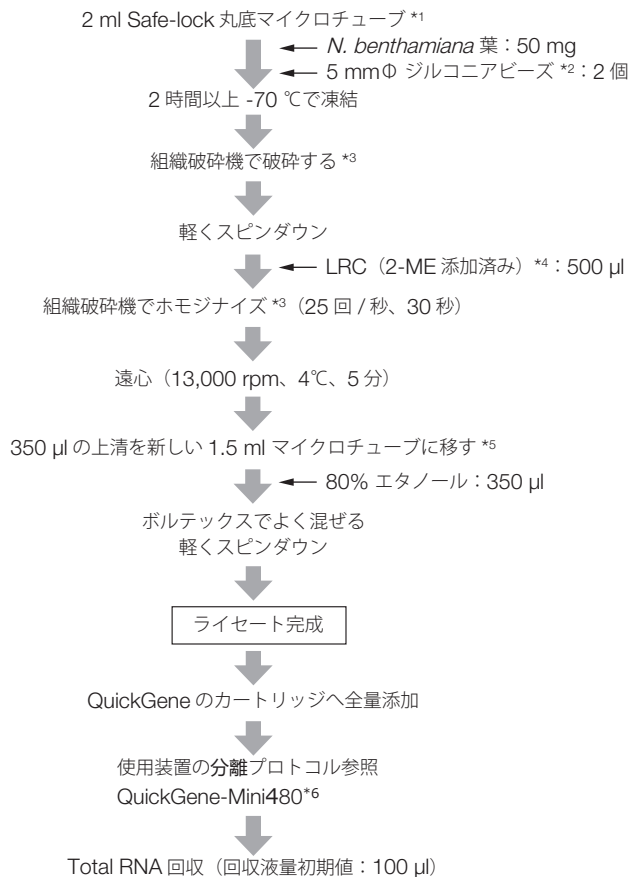 2 ml Safe-lock 丸底マイクロチューブ *1
N. benthamiana 葉：50 mg
5 mmΦ ジルコニアビーズ *2：2 個
2 時間以上 -70 ℃で凍結
組織破砕機で破砕する *3
軽くスピンダウン
LRC（2-ME 添加済み）*4：500 µl
組織破砕機でホモジナイズ *3（25 回 / 秒、30 秒）
遠心（13,000 rpm、4℃、5 分）
350 µl の上清を新しい 1.5 ml マイクロチューブに移す *5
80% エタノール：350 µl
ボルテックスでよく混ぜる
軽くスピンダウン
ライセート完成
QuickGene のカートリッジへ全量添加
使用装置の分離プロトコル参照
QuickGene-Mini480*6
Total RNA 回収（回収液量初期値：100 µl）